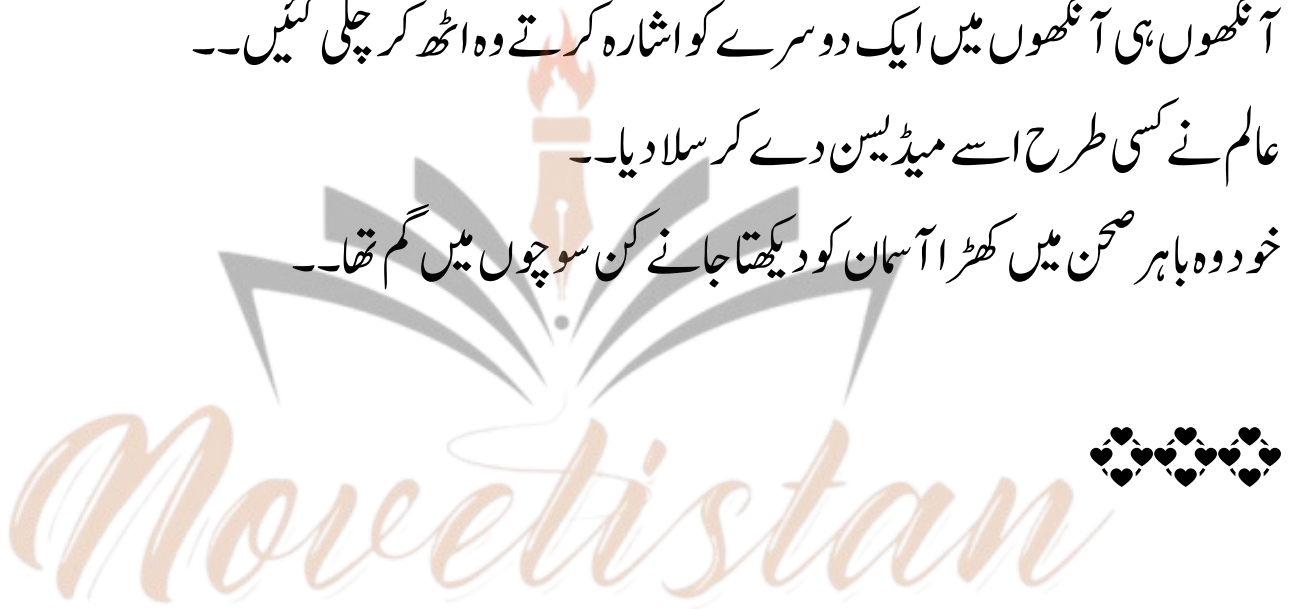 آنکھوں ہی آنکھوں میں ایک دوسرے کو اشارہ کرتے وہ اٹھ کر چلی گئیں۔۔
عالم نے کسی طرح اسے میڈیسن دے کر سلا دیا۔۔
خود وہ باہر صحن میں کھڑا آسمان کو دیکھتا جانے کن سوچوں میں گم تھا۔۔
Novelistan